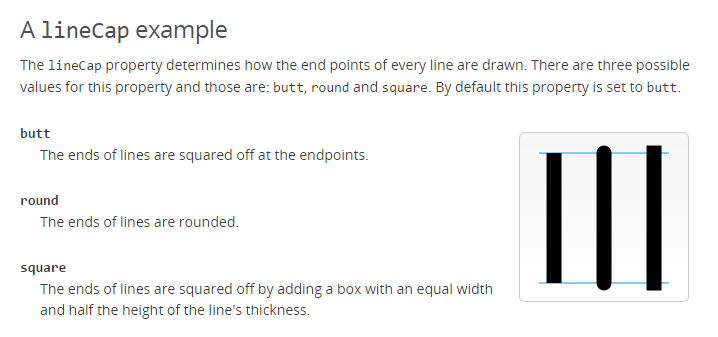 A lineCap example
The lineCap property determines how the end points of every line are drawn. There are three possible
values for this property and those are: butt, round and square. By default this property is set to butt.
butt
The ends of lines are squared off at the endpoints.
round
The ends of lines are rounded.
square
The ends of lines are squared off by adding a box with an equal width
and half the height of the line's thickness.